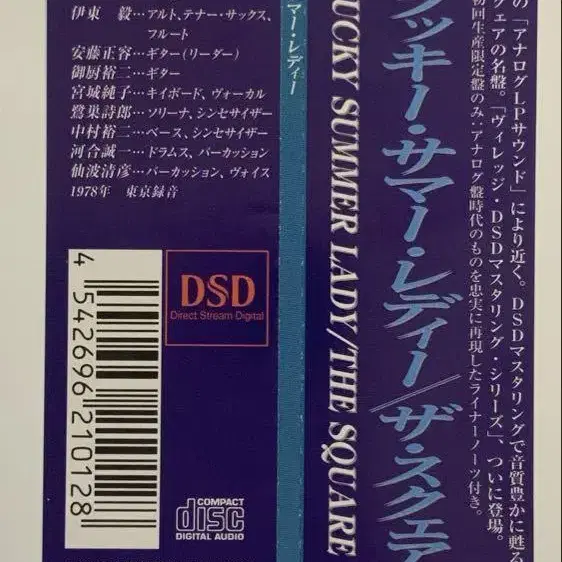 の「アナログLPサウンド」により近く。DSDマスタリングで音質豊かに甦る
クェアの名盤。「ヴィレッジ・DSDマスタリング・シリーズ」、ついに登場。
初回生産限定盤のみ:アナログ盤時代のものを忠実に再現したライナーノーツ付き。
ラッキー・サマー・レディー/ザ・スクェア
UCKY SUMMER LADY/THE SQUARE
マー・レディー
伊東 毅…アルト、テナー・サックス、
フルート
安藤正容…ギター(リーダー)
御厨裕二…ギター
宮城純子…キイボード、ヴォーカル
鷺巣詩郎…ソリーナ、シンセサイザー
中村裕二…ベース、シンセサイザー
河合誠一…ドラムス、パーカッション
仙波清彦…パーカッション、ヴォイス
1978年 東京録音
DSD
Direct Stream Digital
4 542696 210128
COMPACT
disc
DIGITAL AUDIO